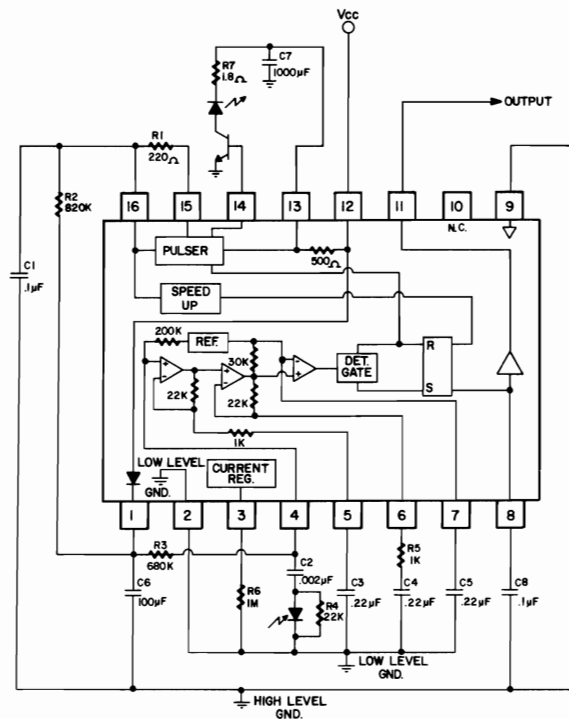 Vcc
R7
1.8Ω
C7
1000µF
OUTPUT
R1
220Ω
R2
820K
16
15
14
13
12
11
10
9
N.C.
PULSER
500Ω
C1
.1µF
SPEED UP
200K
REF.
30K
R
DET. GATE
22K
22K
S
1K
LOW LEVEL
GND.
CURRENT REG.
1
2
3
4
5
6
7
8
R3
680K
C2
.002µF
R5
1K
C6
100µF
R6
1M
R4
22K
C3
.22µF
C4
.22µF
C5
.22µF
C8
.1µF
LOW LEVEL
GND.
HIGH LEVEL
GND.